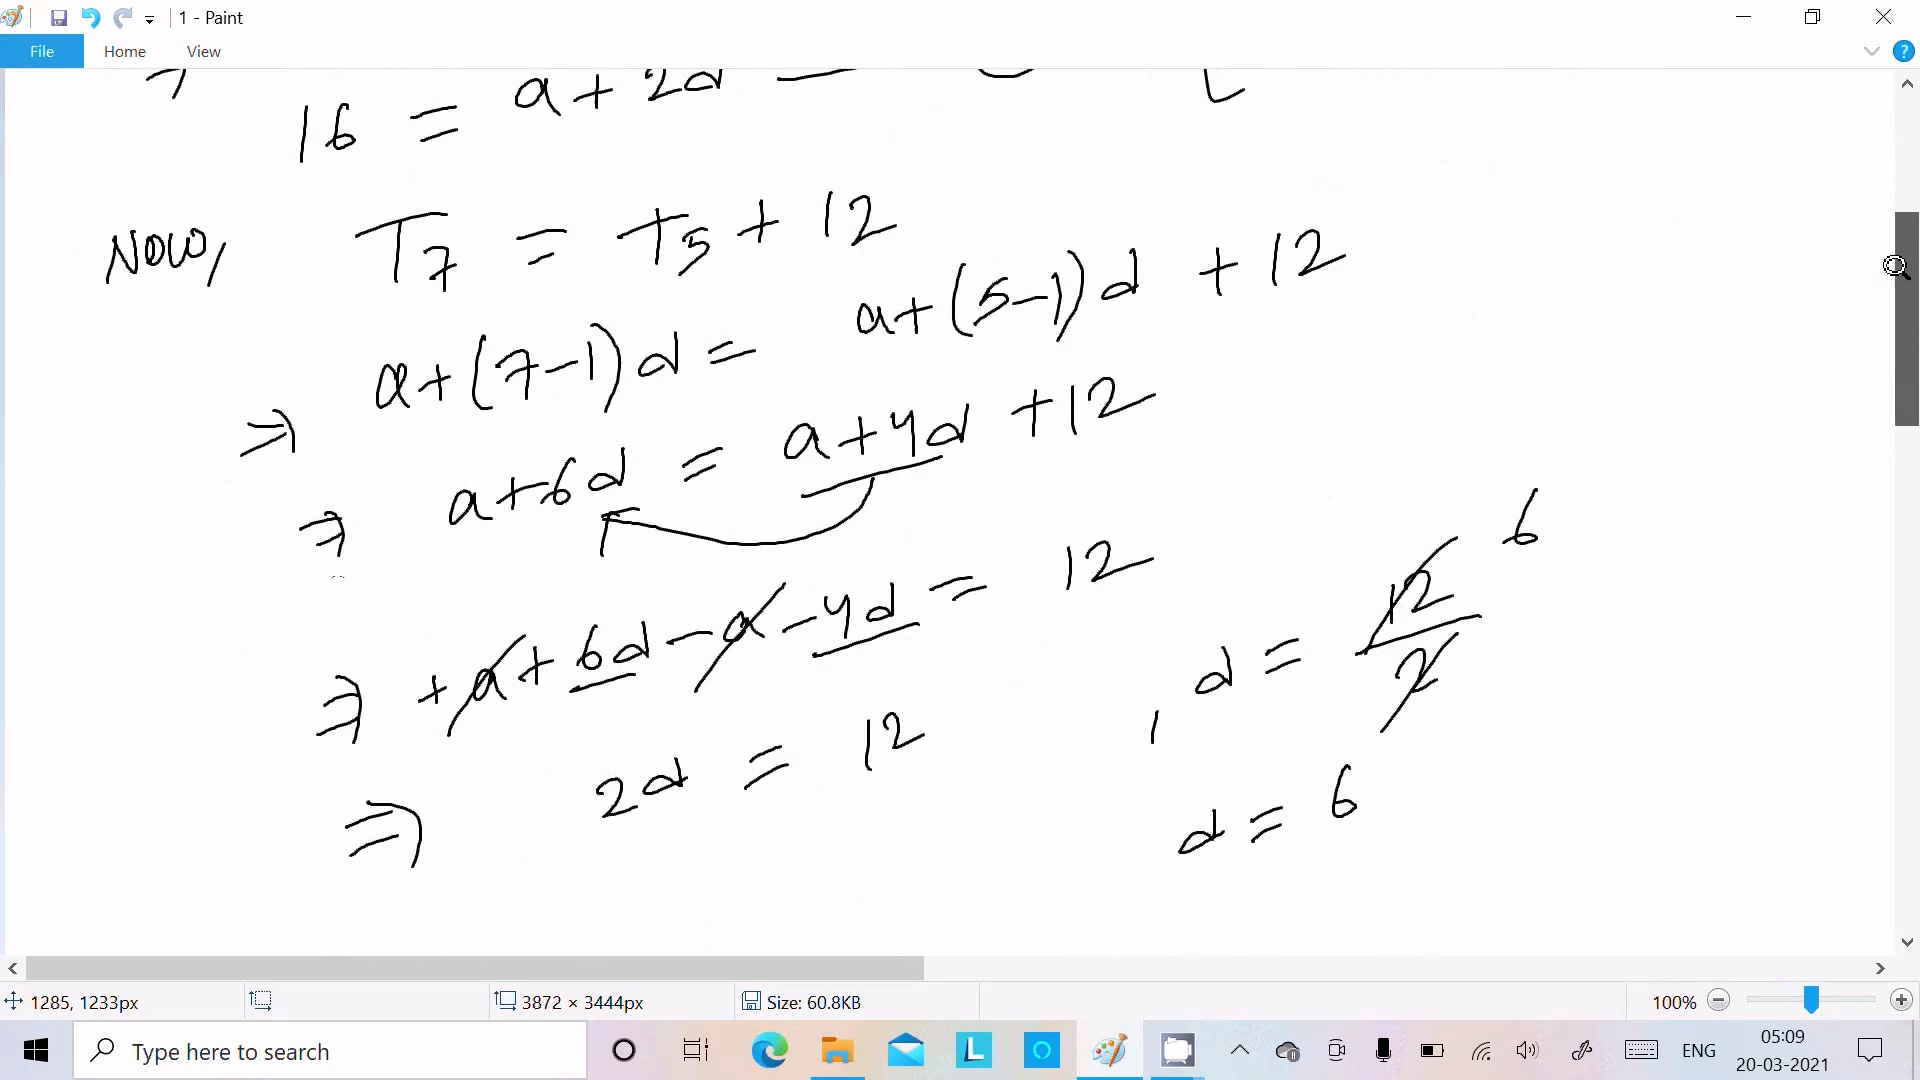 1 - Paint
File Home View
⇒ 16 = a + 2d —
Now, T7 = T5 + 12
⇒ a + (7-1)d = a + (5-1)d + 12
⇒ a + 6d = a + 4d + 12
⇒ + a + 6d - a - 4d = 12
⇒ 2d = 12
, d = 12/2 6
d = 6
1285, 1233px 3872 × 3444px Size: 60.8KB 100%
Type here to search
ENG
05:09
20-03-2021